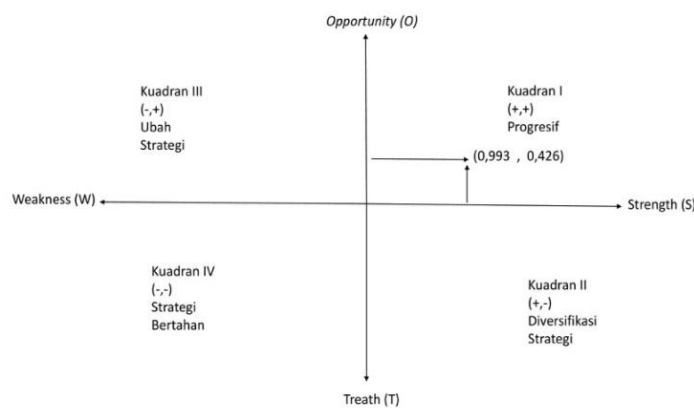 Opportunity (O)
Kuadran III
(-,+)
Ubah
Strategi
Kuadran I
(+,+)
Progresif
(0,993 , 0,426)
Weakness (W)
Strength (S)
Kuadran IV
(-,-)
Strategi
Bertahan
Kuadran II
(+,-)
Diversifikasi
Strategi
Treath (T)